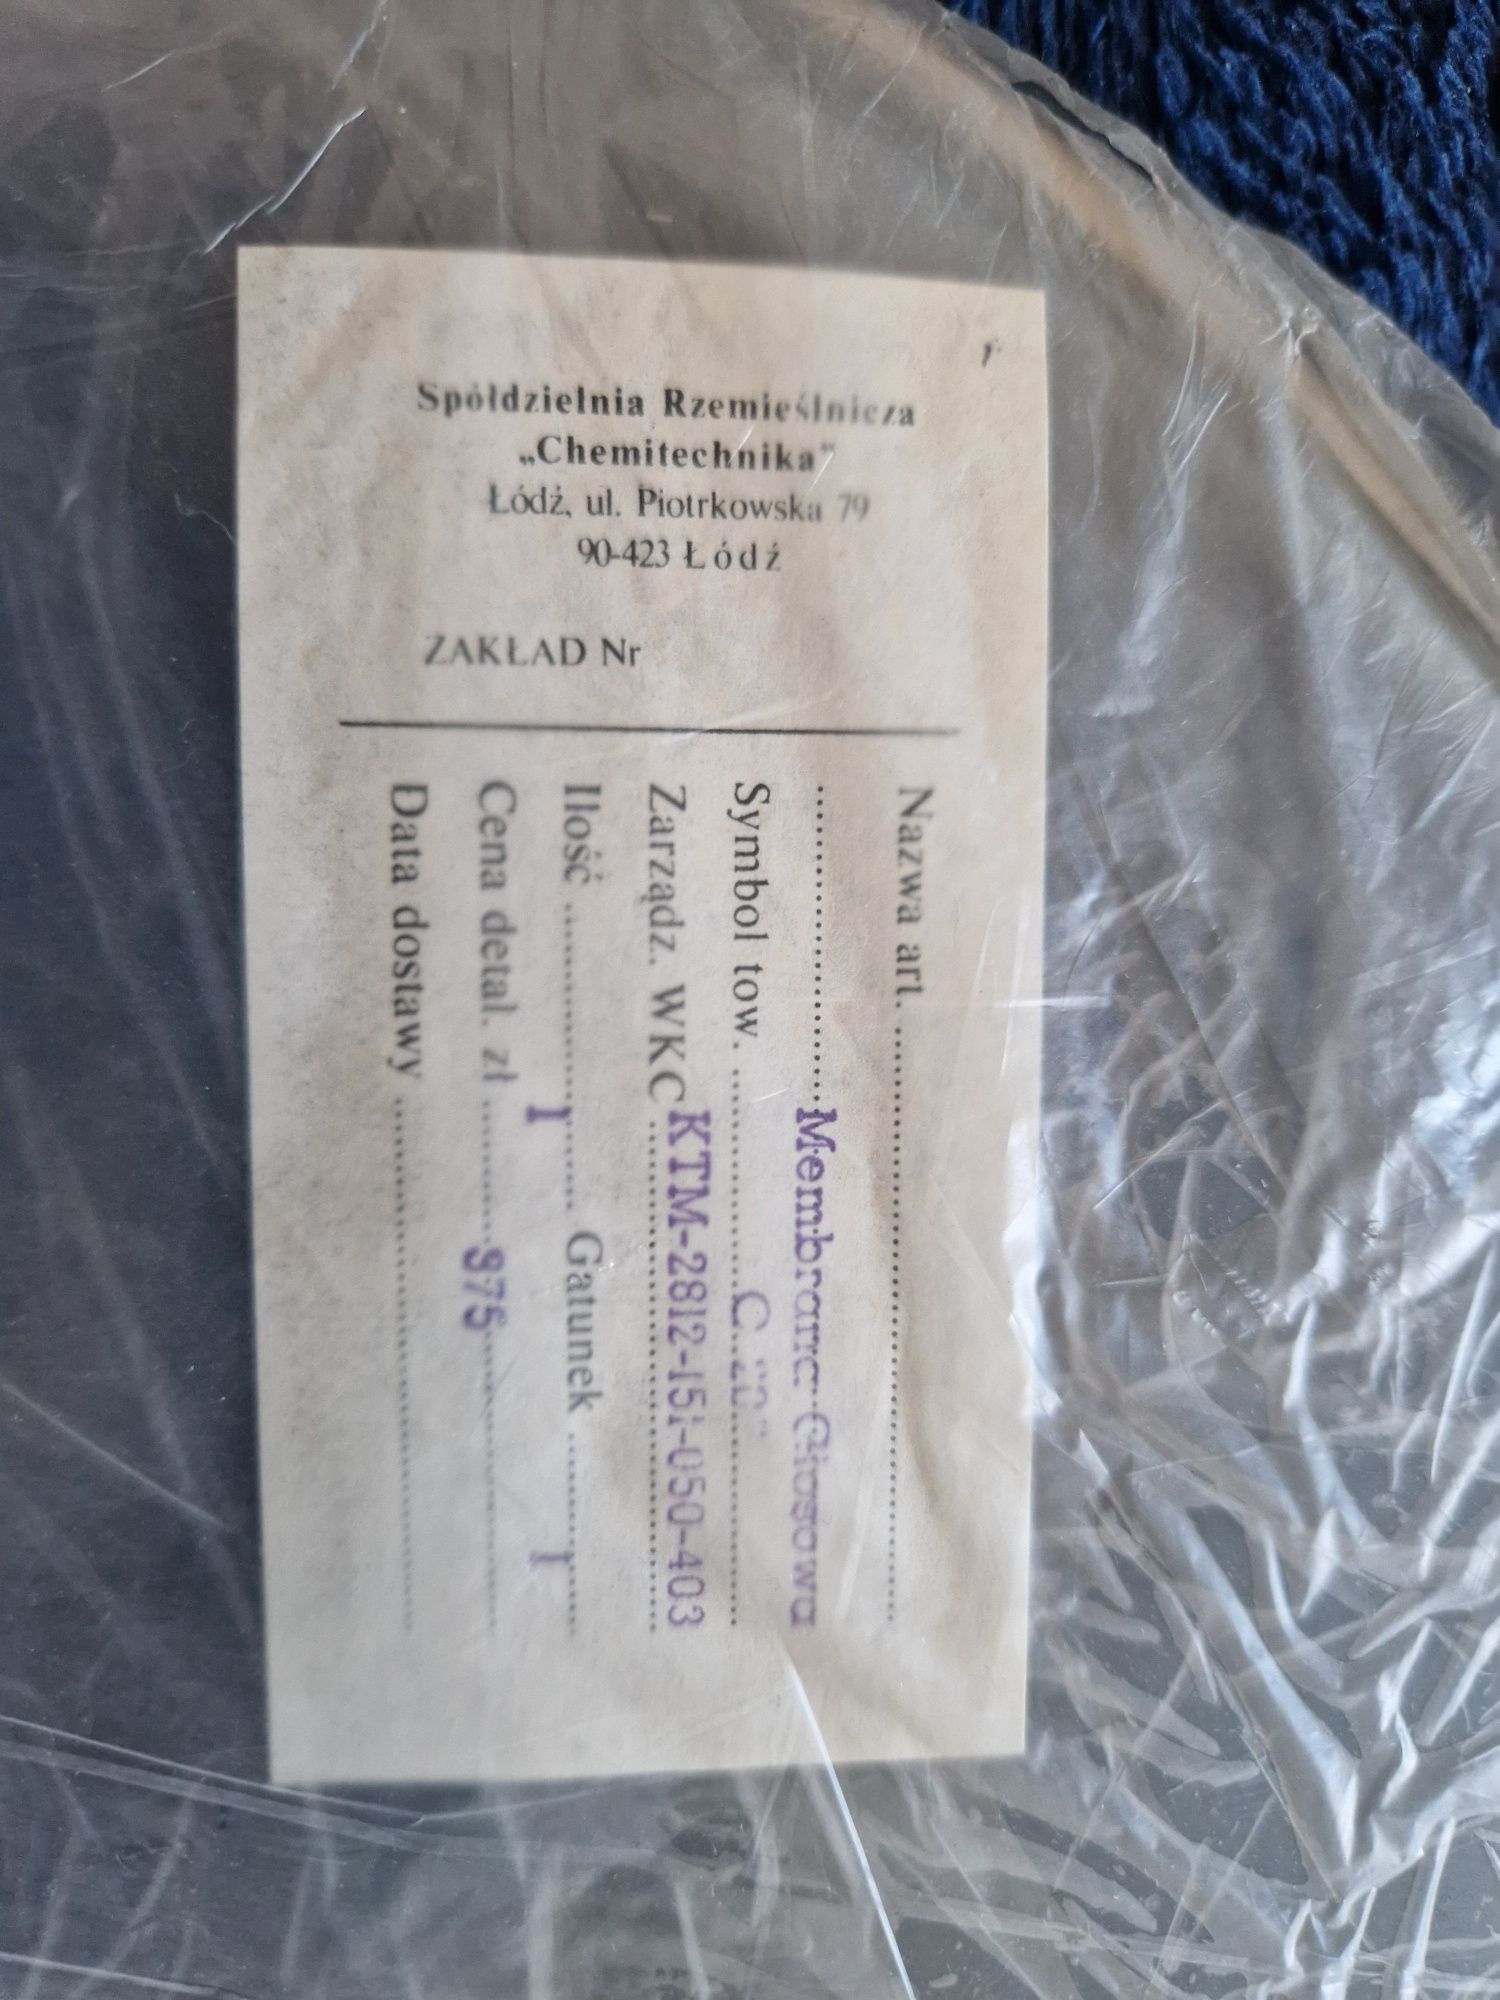 Spółdzielnia Rzemieślnicza
„Chemitechnika"
Łódź, ul. Piotrkowska 79
90-423 Łódź
ZAKŁAD Nr
Nazwa art. ..............................
....................Membrana Głosowa
Symbol tow. ..............................
Zarządz. WKC KTM-2812-151-050-403
Ilość ..........1.......... Gatunek ..........1..........
Cena detal. zł ..........975..........
Data dostawy ..............................